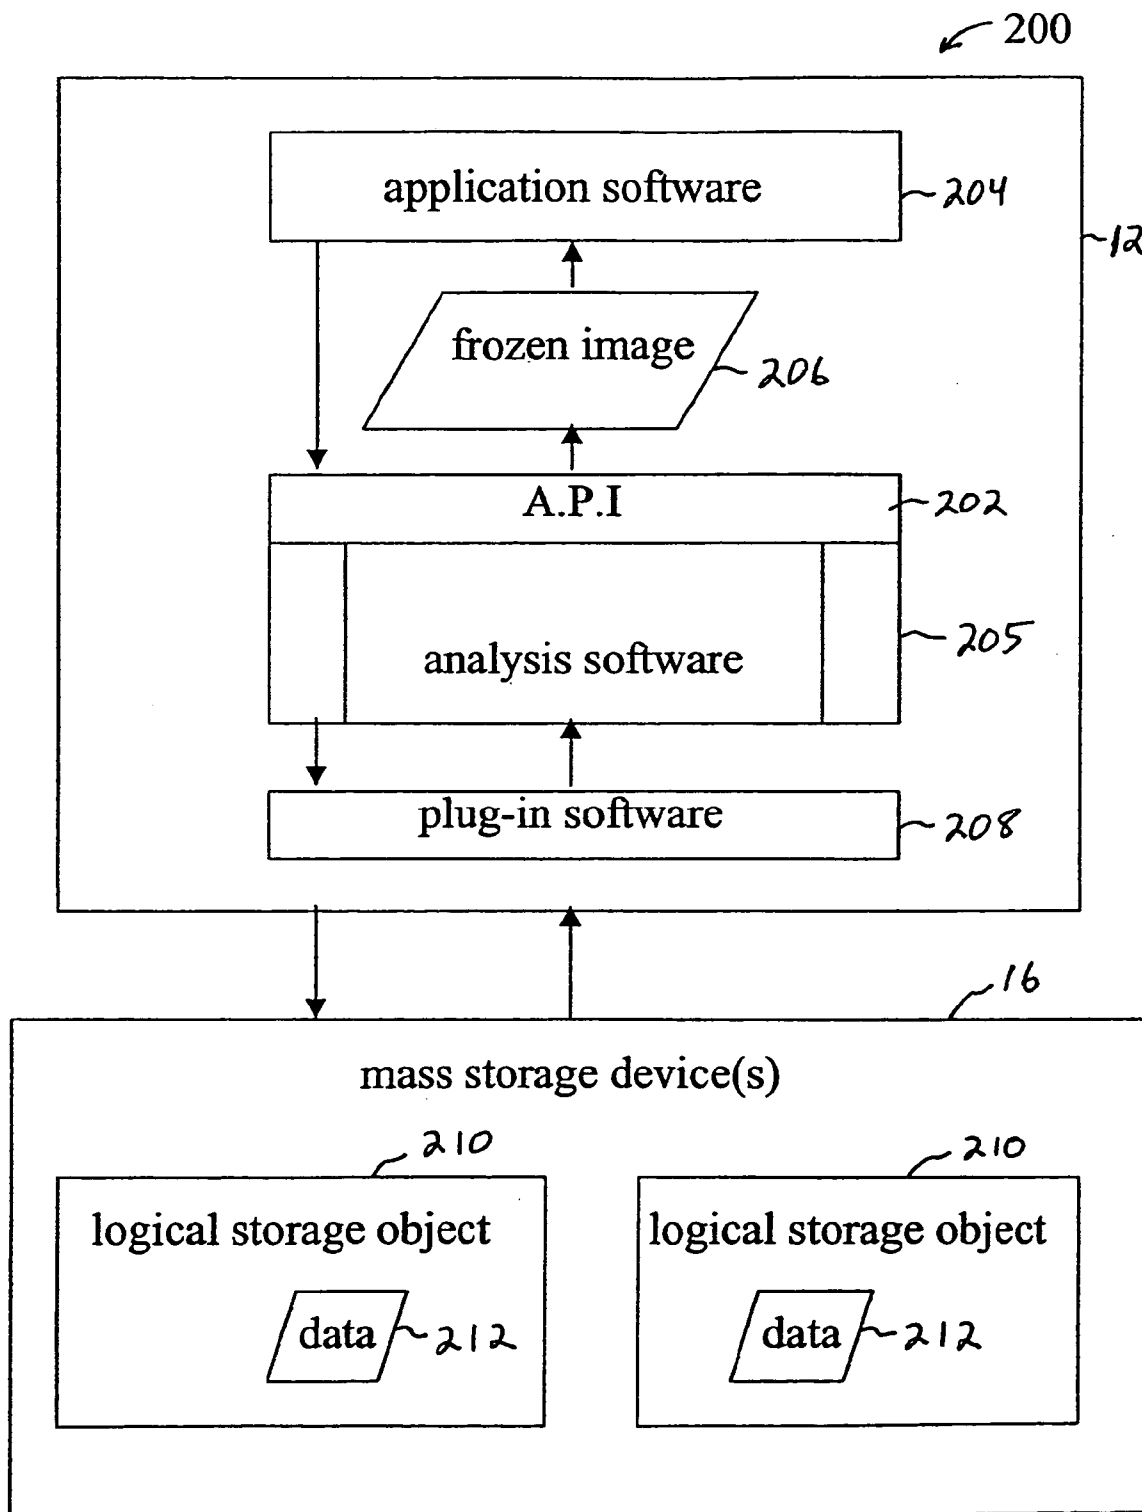 200
application software
204
12
frozen image
206
A.P.I
202
analysis software
205
plug-in software
208
16
mass storage device(s)
210
210
logical storage object
logical storage object
data
212
data
212